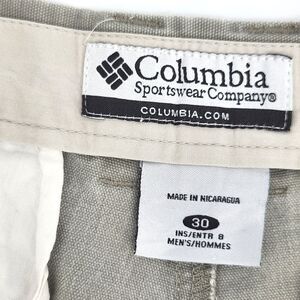 Columbia
Sportswear Company®
COLUMBIA.COM
MADE IN NICARAGUA
30
INS/ENTR 8
MEN'S/HOMMES